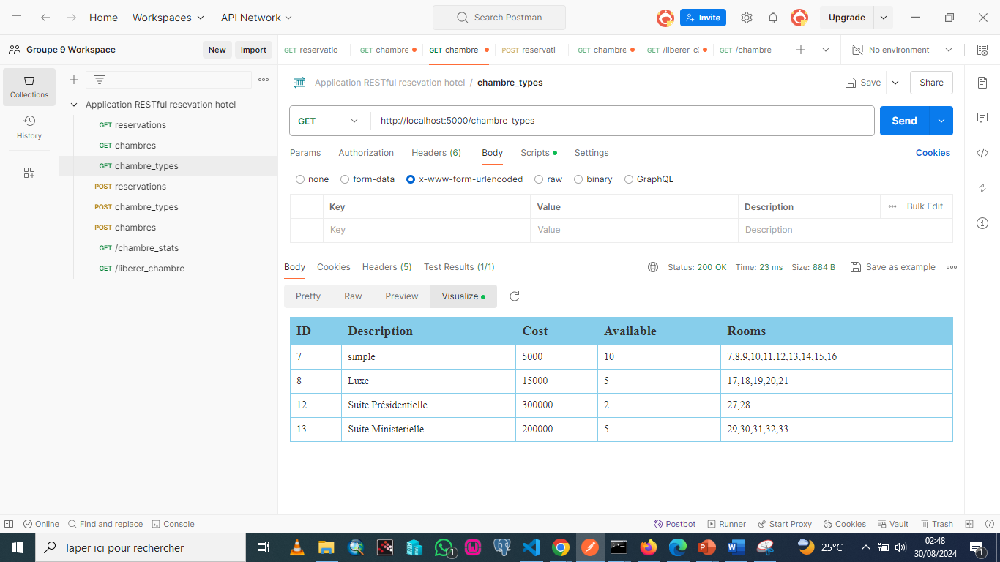 Home Workspaces API Network Search Postman Invite Upgrade
Groupe 9 Workspace New Import GET reservatio GET chambre GET chambre_ POST reservati GET chambre GET /liberer_c GET /chambre_ No environment
Collections
History
Application RESTful resevation hotel
GET reservations
GET chambres
GET chambre_types
POST reservations
POST chambre_types
POST chambres
GET /chambre_stats
GET /liberer_chambre
HTTP Application RESTful resevation hotel / chambre_types Save Share
GET http://localhost:5000/chambre_types Send
Params Authorization Headers (6) Body Scripts Settings Cookies
none form-data x-www-form-urlencoded raw binary GraphQL
Key Value Description Bulk Edit
Key Value Description
Body Cookies Headers (5) Test Results (1/1) Status: 200 OK Time: 23 ms Size: 884 B Save as example
Pretty Raw Preview Visualize
ID Description Cost Available Rooms
7 simple 5000 10 7,8,9,10,11,12,13,14,15,16
8 Luxe 15000 5 17,18,19,20,21
12 Suite Présidentielle 300000 2 27,28
13 Suite Ministerielle 200000 5 29,30,31,32,33
Online Find and replace Console Postbot Runner Start Proxy Cookies Vault Trash
Taper ici pour rechercher 1 25°C 02:48
30/08/2024 1